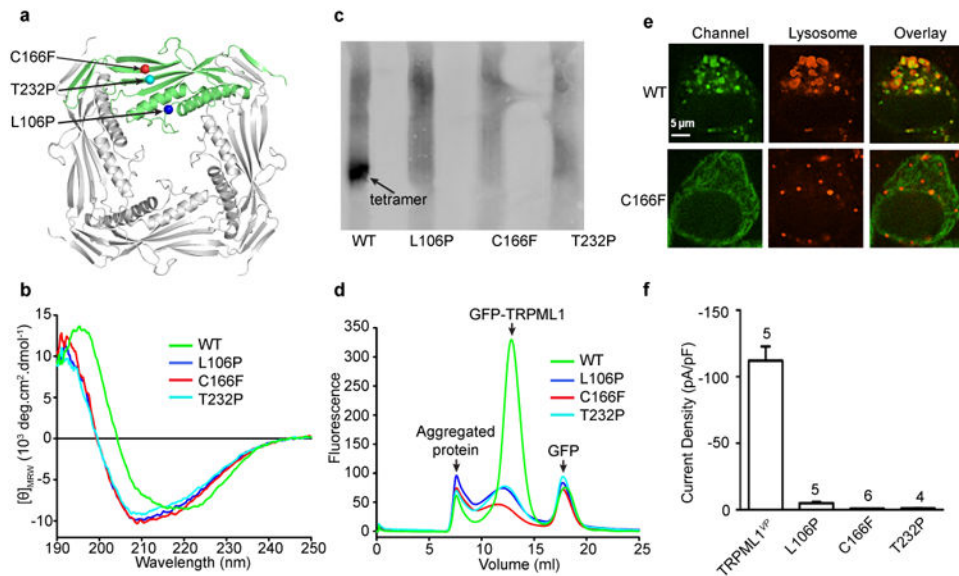 a
C166F
T232P
L106P
b
[θ]MRW (10³ deg.cm².dmol⁻¹)
15
10
5
0
-5
-10
190 200 210 220 230 240 250
Wavelength (nm)
WT
L106P
C166F
T232P
c
tetramer
WT L106P C166F T232P
d
GFP-TRPML1
Fluorescence
350
300
250
200
150
100
50
0
0 5 10 15 20 25
Volume (ml)
Aggregated
protein
GFP
WT
L106P
C166F
T232P
e
Channel Lysosome Overlay
WT
5 µm
C166F
f
Current Density (pA/pF)
-150
-100
-50
0
5
5
6
4
TRPML1ⱽᴾ
L106P
C166F
T232P